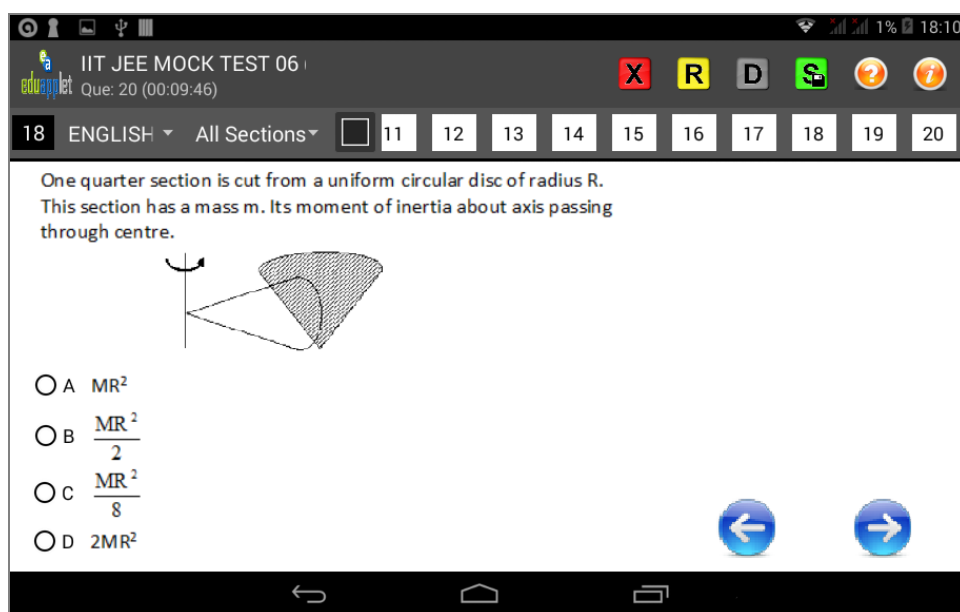 1% 18:10
eduapplet
IIT JEE MOCK TEST 06
Que: 20 (00:09:46)
X R D S ? i
18 ENGLISH All Sections 11 12 13 14 15 16 17 18 19 20
One quarter section is cut from a uniform circular disc of radius R.
This section has a mass m. Its moment of inertia about axis passing
through centre.
A MR²
B MR²/2
C MR²/8
D 2MR²